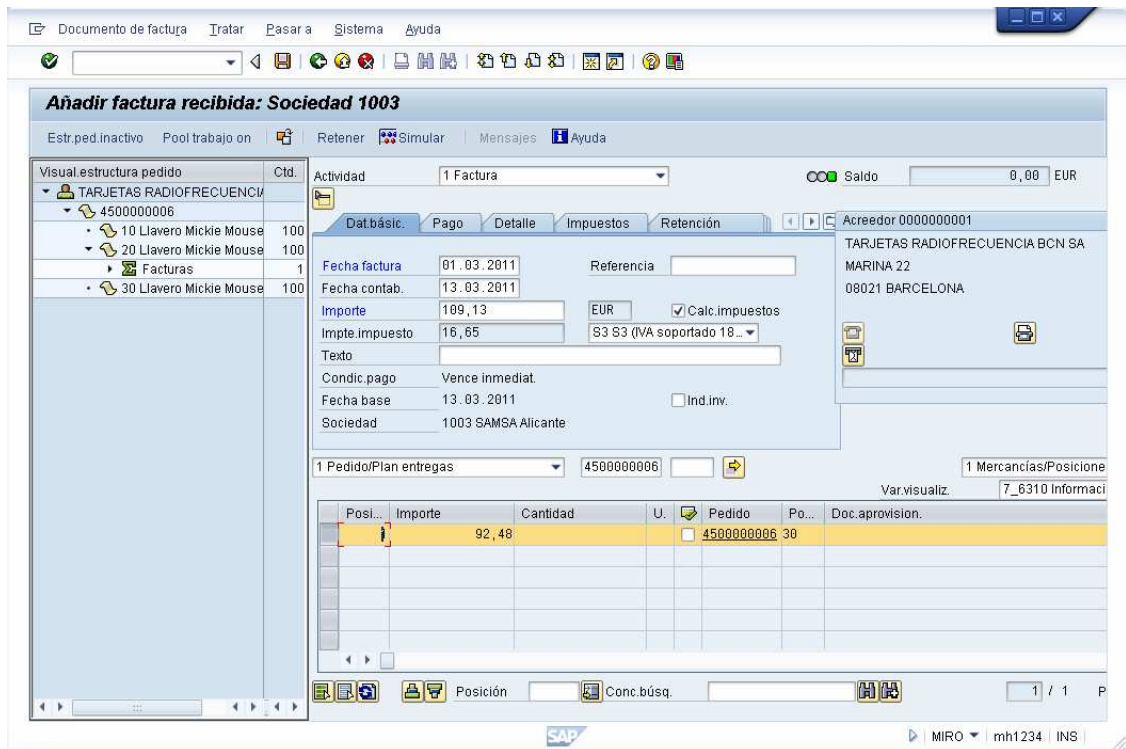 Documento de factura Tratar Pasar a Sistema Ayuda
Añadir factura recibida: Sociedad 1003
Estr.ped.inactivo Pool trabajo on Retener Simular Mensajes Ayuda
Visual.estructura pedido Ctd.
TARJETAS RADIOFRECUENCIA
4500000006
10 Llavero Mickie Mouse 100
20 Llavero Mickie Mouse 100
Facturas 1
30 Llavero Mickie Mouse 100
Actividad 1 Factura Saldo 0,00 EUR
Dat.básic. Pago Detalle Impuestos Retención
Acreedor 0000000001
TARJETAS RADIOFRECUENCIA BCN SA
MARINA 22
08021 BARCELONA
Fecha factura 01.03.2011 Referencia
Fecha contab. 13.03.2011
Importe 109,13 EUR Calc.impuestos
Impte.impuesto 16,65 S3 S3 (IVA soportado 18...
Texto
Condic.pago Vence inmediat.
Fecha base 13.03.2011 Ind.inv.
Sociedad 1003 SAMSA Alicante
1 Pedido/Plan entregas 4500000006 1 Mercancías/Posicione
Var.visualiz. 7_6310 Informaci
Posi... Importe Cantidad U. Pedido Po... Doc.aprovision.
92,48 4500000006 30
Posición Conc.búsq. 1 / 1 P
SAP MIRO mh1234 INS